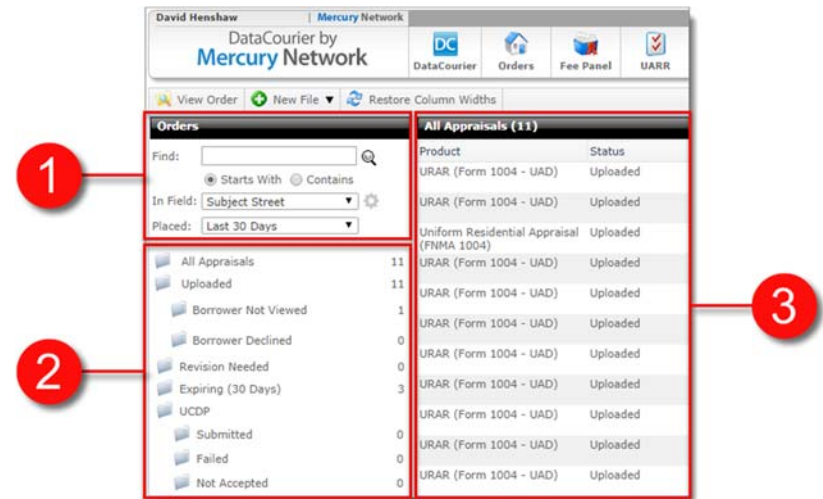 David Henshaw | Mercury Network
DataCourier by
Mercury Network
DC
DataCourier Orders Fee Panel UARR
View Order New File ▼ Restore Column Widths
Orders
Find:
Starts With Contains
In Field: Subject Street ▼
Placed: Last 30 Days ▼
1
All Appraisals 11
Uploaded 11
Borrower Not Viewed 1
Borrower Declined 0
Revision Needed 0
Expiring (30 Days) 3
UCDP
Submitted 0
Failed 0
Not Accepted 0
2
All Appraisals (11)
Product Status
URAR (Form 1004 - UAD) Uploaded
URAR (Form 1004 - UAD) Uploaded
Uniform Residential Appraisal Uploaded
(FNMA 1004)
URAR (Form 1004 - UAD) Uploaded
URAR (Form 1004 - UAD) Uploaded
URAR (Form 1004 - UAD) Uploaded
URAR (Form 1004 - UAD) Uploaded
URAR (Form 1004 - UAD) Uploaded
URAR (Form 1004 - UAD) Uploaded
URAR (Form 1004 - UAD) Uploaded
URAR (Form 1004 - UAD) Uploaded
3